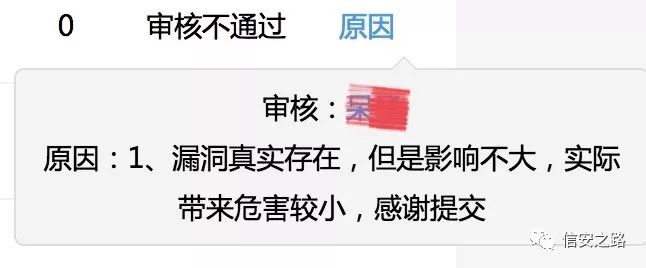 0 审核不通过 原因
审核：
原因：1、漏洞真实存在，但是影响不大，实际
带来危害较小，感谢提交
信安之路